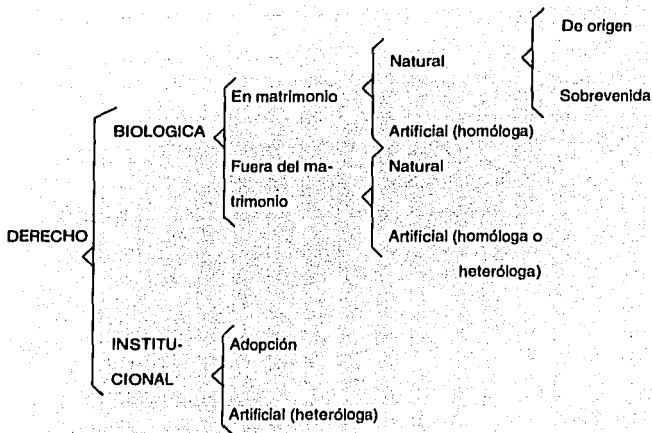 De origen
Natural
En matrimonio
Sobrevenida
BIOLOGICA
Artificial (homóloga)
Fuera del ma-
trimonio
Natural
DERECHO
Artificial (homóloga o
heteróloga)
INSTITU-
CIONAL
Adopción
Artificial (heteróloga)